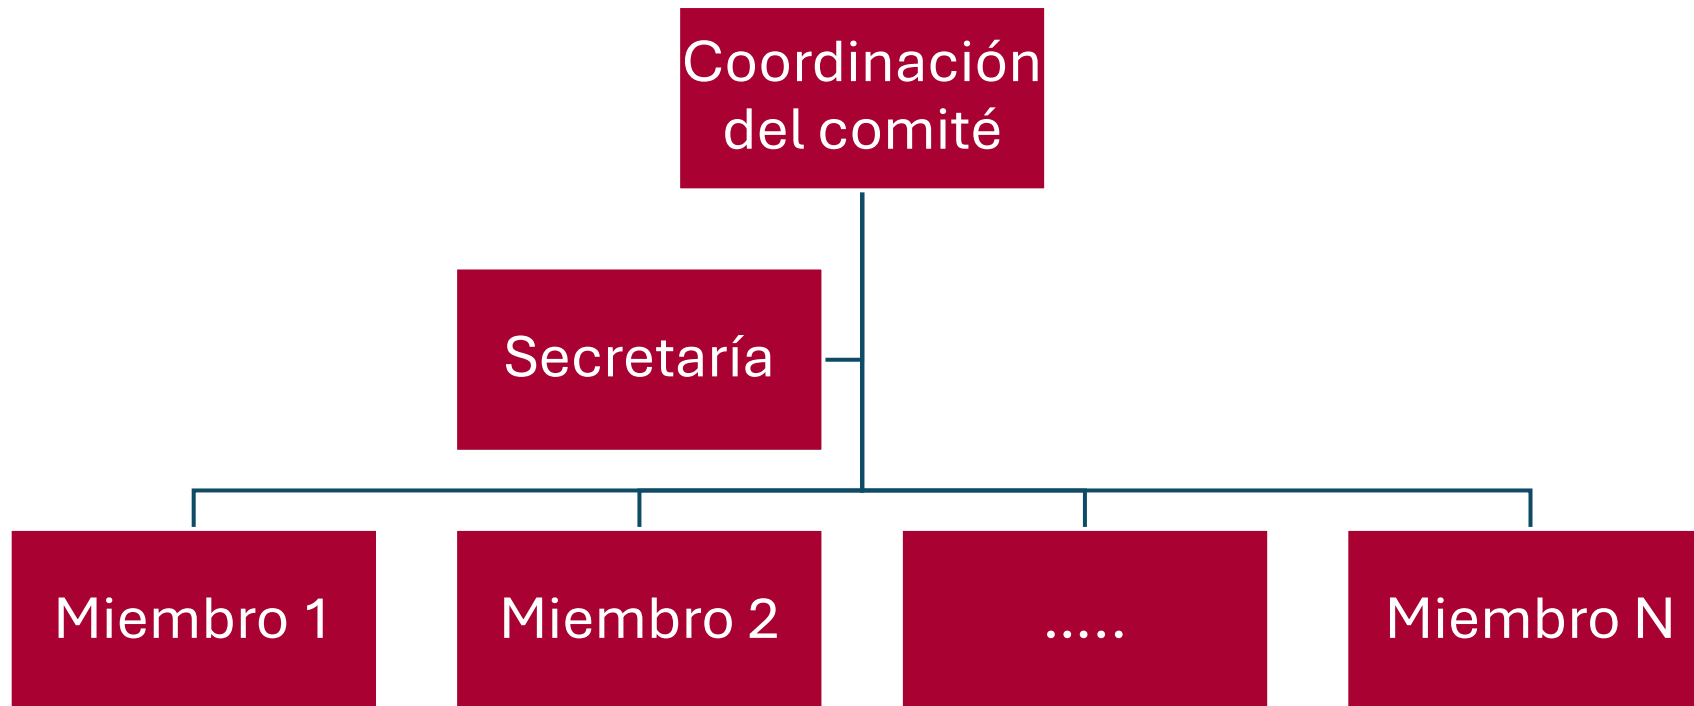 Coordinación
del comité
Secretaría
Miembro 1
Miembro 2
.....
Miembro N